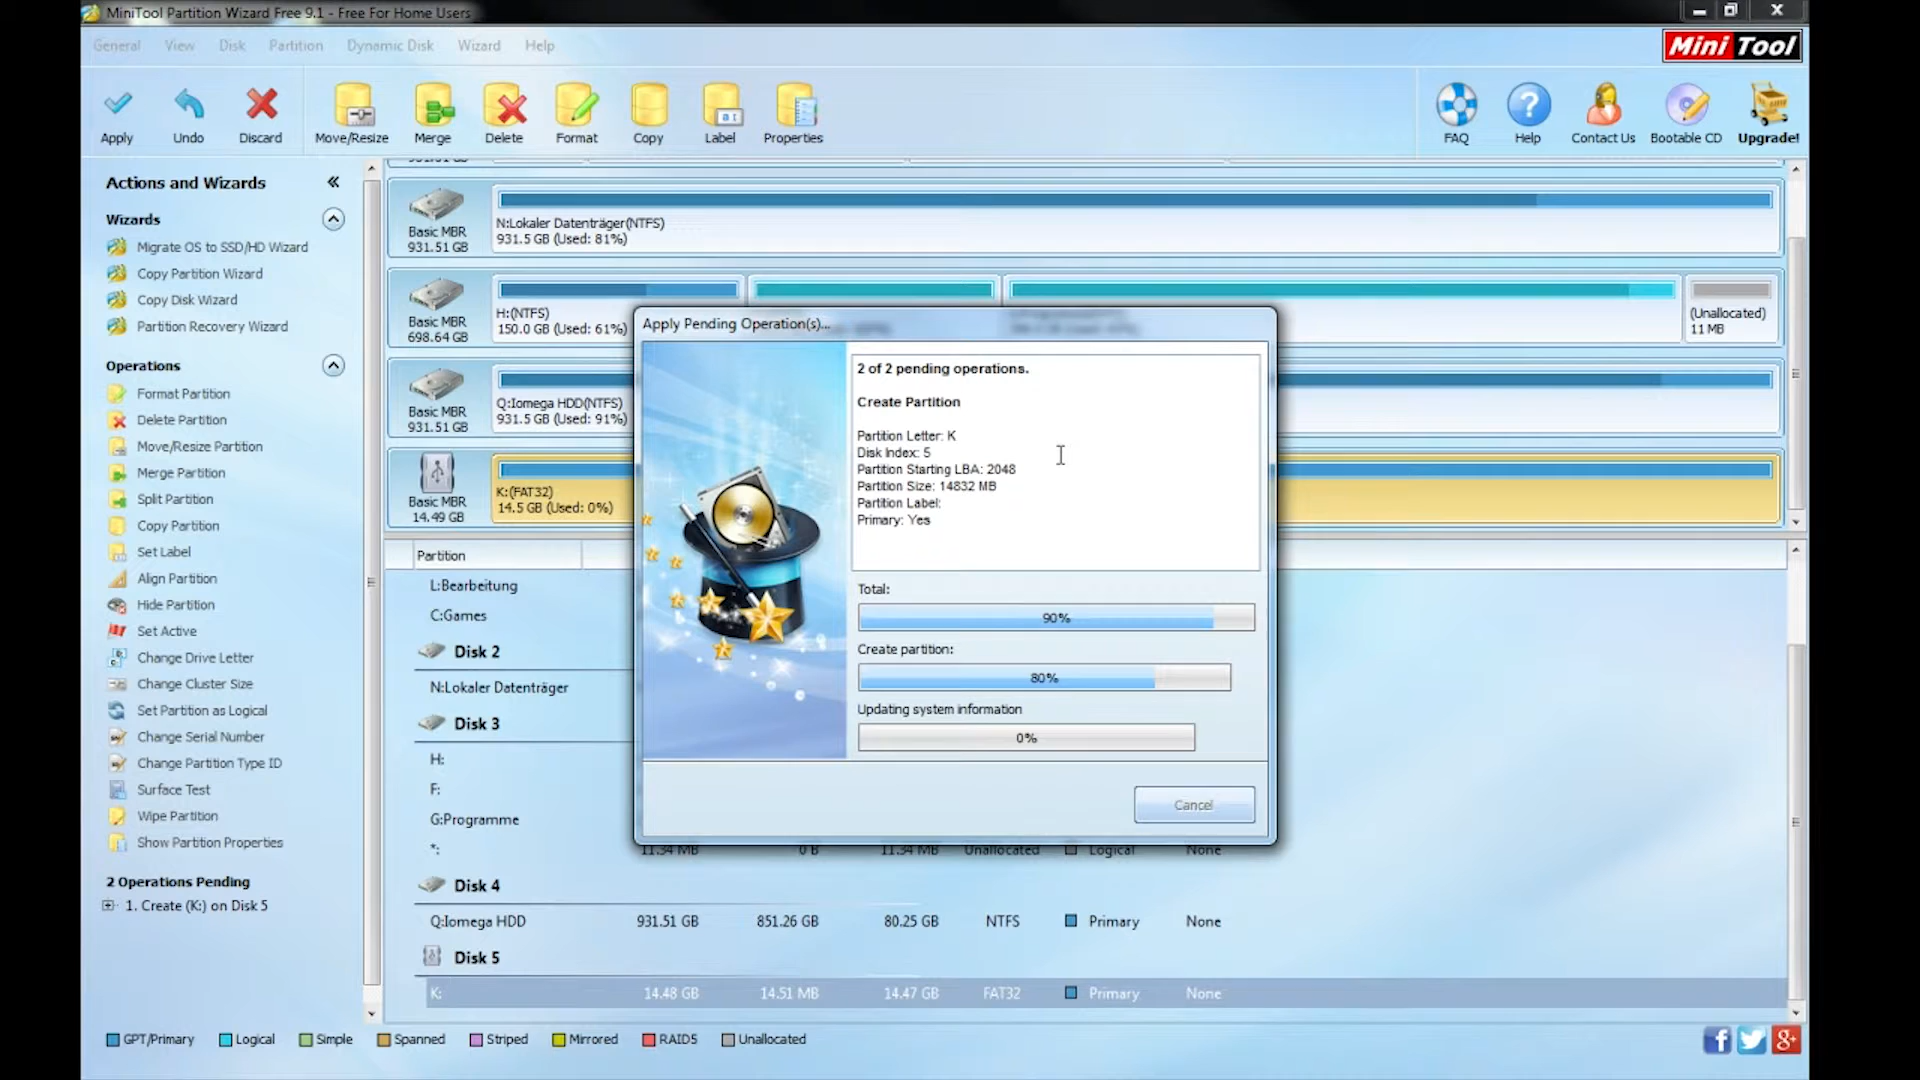 MiniTool Partition Wizard Free 9.1 - Free For Home Users
General View Disk Partition Dynamic Disk Wizard Help
Mini Tool
Apply Undo Discard Move/Resize Merge Delete Format Copy Label Properties FAQ Help Contact Us Bootable CD Upgrade!
Actions and Wizards
Wizards
Migrate OS to SSD/HD Wizard
Copy Partition Wizard
Copy Disk Wizard
Partition Recovery Wizard
Operations
Format Partition
Delete Partition
Move/Resize Partition
Merge Partition
Split Partition
Copy Partition
Set Label
Align Partition
Hide Partition
Set Active
Change Drive Letter
Change Cluster Size
Set Partition as Logical
Change Serial Number
Change Partition Type ID
Surface Test
Wipe Partition
Show Partition Properties
2 Operations Pending
1. Create (K:) on Disk 5
Basic MBR
931.51 GB
N:Lokaler Datenträger(NTFS)
931.5 GB (Used: 81%)
Basic MBR
698.64 GB
H:(NTFS)
150.0 GB (Used: 61%)
(Unallocated)
11 MB
Basic MBR
931.51 GB
Q:Iomega HDD(NTFS)
931.5 GB (Used: 91%)
Basic MBR
14.49 GB
K:(FAT32)
14.5 GB (Used: 0%)
Apply Pending Operation(s)...
2 of 2 pending operations.
Create Partition
Partition Letter: K
Disk Index: 5
Partition Starting LBA: 2048
Partition Size: 14832 MB
Partition Label:
Primary: Yes
Total:
90%
Create partition:
80%
Updating system information
0%
Cancel
Partition
L:Bearbeitung
C:Games
Disk 2
N:Lokaler Datenträger
Disk 3
H:
F:
G:Programme
*: 11.34 MB 0 B 11.34 MB Unallocated Logical None
Disk 4
Q:Iomega HDD 931.51 GB 851.26 GB 80.25 GB NTFS Primary None
Disk 5
K: 14.48 GB 14.51 MB 14.47 GB FAT32 Primary None
GPT/Primary Logical Simple Spanned Striped Mirrored RAID5 Unallocated